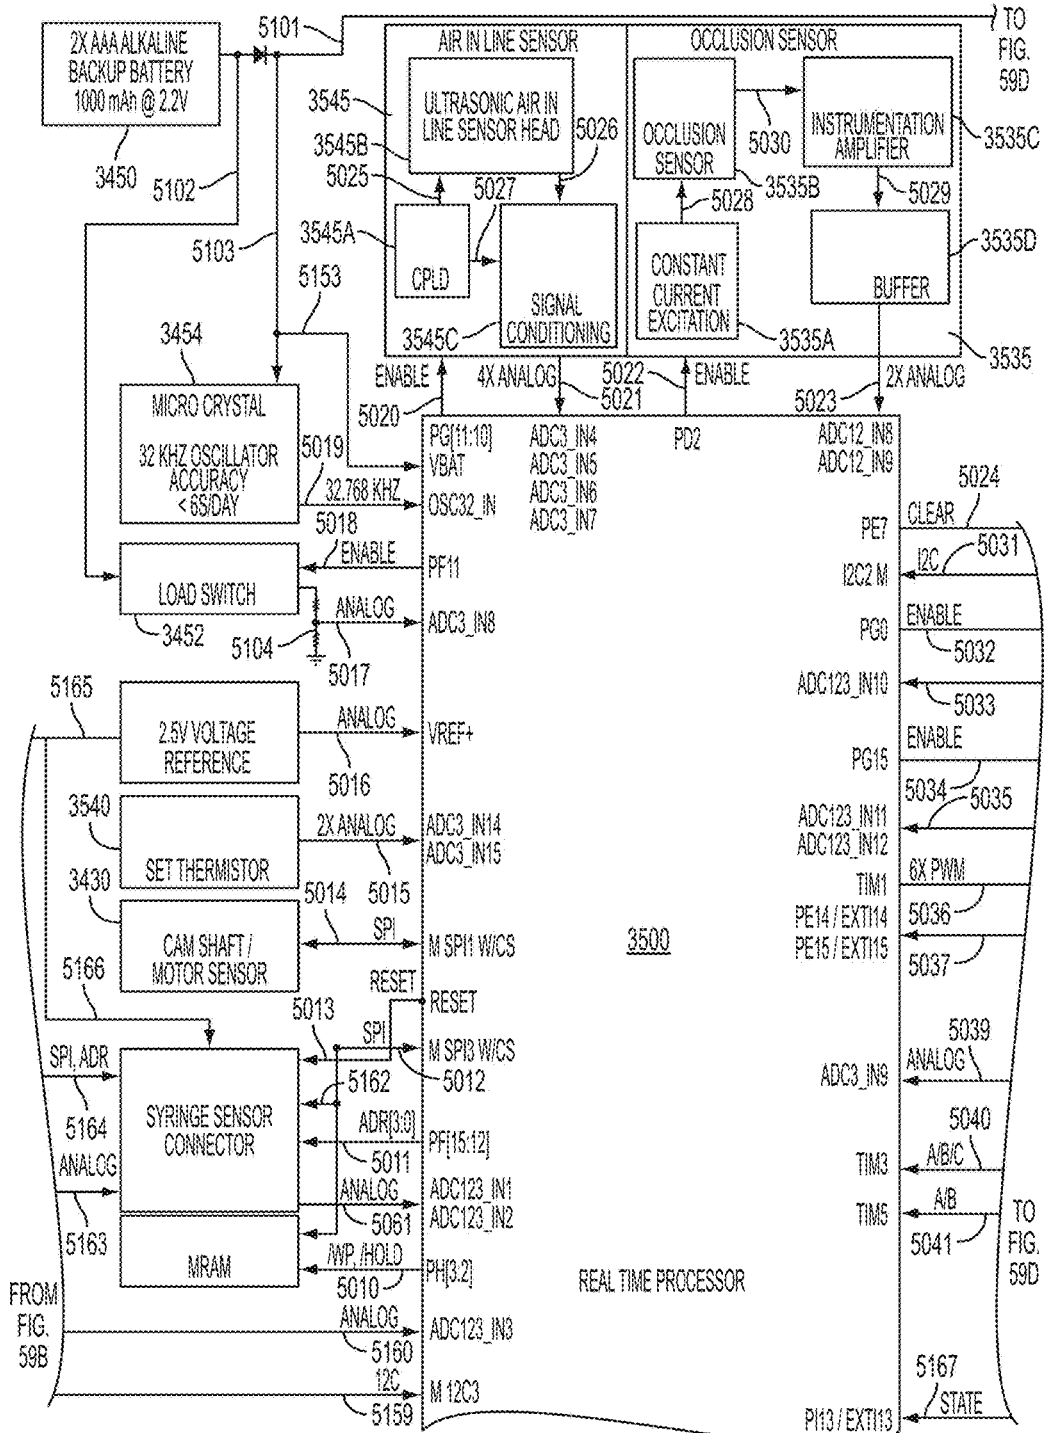 5101
TO
FIG.
59D
2X AAA ALKALINE
BACKUP BATTERY
1000 mAh @ 2.2V
3450
5102
5103
5153
AIR IN LINE SENSOR
3545
ULTRASONIC AIR IN
LINE SENSOR HEAD
3545B
5025
5026
5027
3545A
CPLD
SIGNAL
CONDITIONING
3545C
OCCLUSION SENSOR
OCCLUSION
SENSOR
5030
INSTRUMENTATION
AMPLIFIER
3535C
3535B
5028
5029
CONSTANT
CURRENT
EXCITATION
3535A
BUFFER
3535D
3535
ENABLE
5020
4X ANALOG
5021
5022
ENABLE
5023
2X ANALOG
3454
MICRO CRYSTAL
32 KHZ OSCILLATOR
ACCURACY
< 6S/DAY
5019
32.768 KHZ
5018
ENABLE
LOAD SWITCH
3452
5104
ANALOG
5017
5165
2.5V VOLTAGE
REFERENCE
ANALOG
5016
3540
SET THERMISTOR
2X ANALOG
5015
3430
CAM SHAFT /
MOTOR SENSOR
5014
SPI
5166
RESET
5013
SPI
5012
5162
SPI, ADR
5164
SYRINGE SENSOR
CONNECTOR
ADR[3:0]
5011
ANALOG
5163
ANALOG
5061
MRAM
/WP, /HOLD
5010
FROM
FIG.
59B
ANALOG
5160
12C
5159
PG[11:10]
VBAT
OSC32_IN
PF11
ADC3_IN8
VREF+
ADC3_IN14
ADC3_IN15
M SPI1 W/CS
RESET
M SPI3 W/CS
PF[15:12]
ADC123_IN1
ADC123_IN2
PH[3:2]
ADC123_IN3
M 12C3
ADC3_IN4
ADC3_IN5
ADC3_IN6
ADC3_IN7
PD2
ADC12_IN8
ADC12_IN9
3500
REAL TIME PROCESSOR
PE7
I2C2 M
PG0
ADC123_IN10
PG15
ADC123_IN11
ADC123_IN12
TIM1
PE14 / EXTI14
PE15 / EXTI15
ADC3_IN9
TIM3
TIM5
PI13 / EXTI13
CLEAR
5024
I2C
5031
ENABLE
5032
5033
ENABLE
5034
5035
6X PWM
5036
5037
5039
ANALOG
5040
A/B/C
A/B
5041
TO
FIG.
59D
5167
STATE